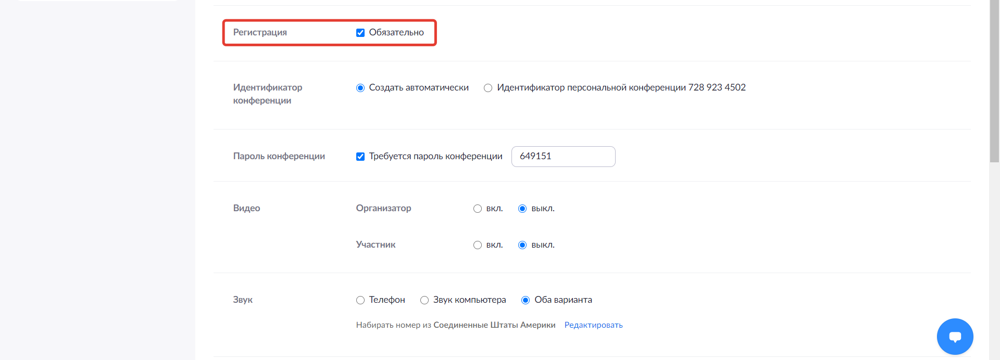 Регистрация Обязательно
Идентификатор конференции Создать автоматически Идентификатор персональной конференции 728 923 4502
Пароль конференции Требуется пароль конференции 649151
Видео Организатор вкл. выкл.
Участник вкл. выкл.
Звук Телефон Звук компьютера Оба варианта
Набирать номер из Соединенные Штаты Америки Редактировать